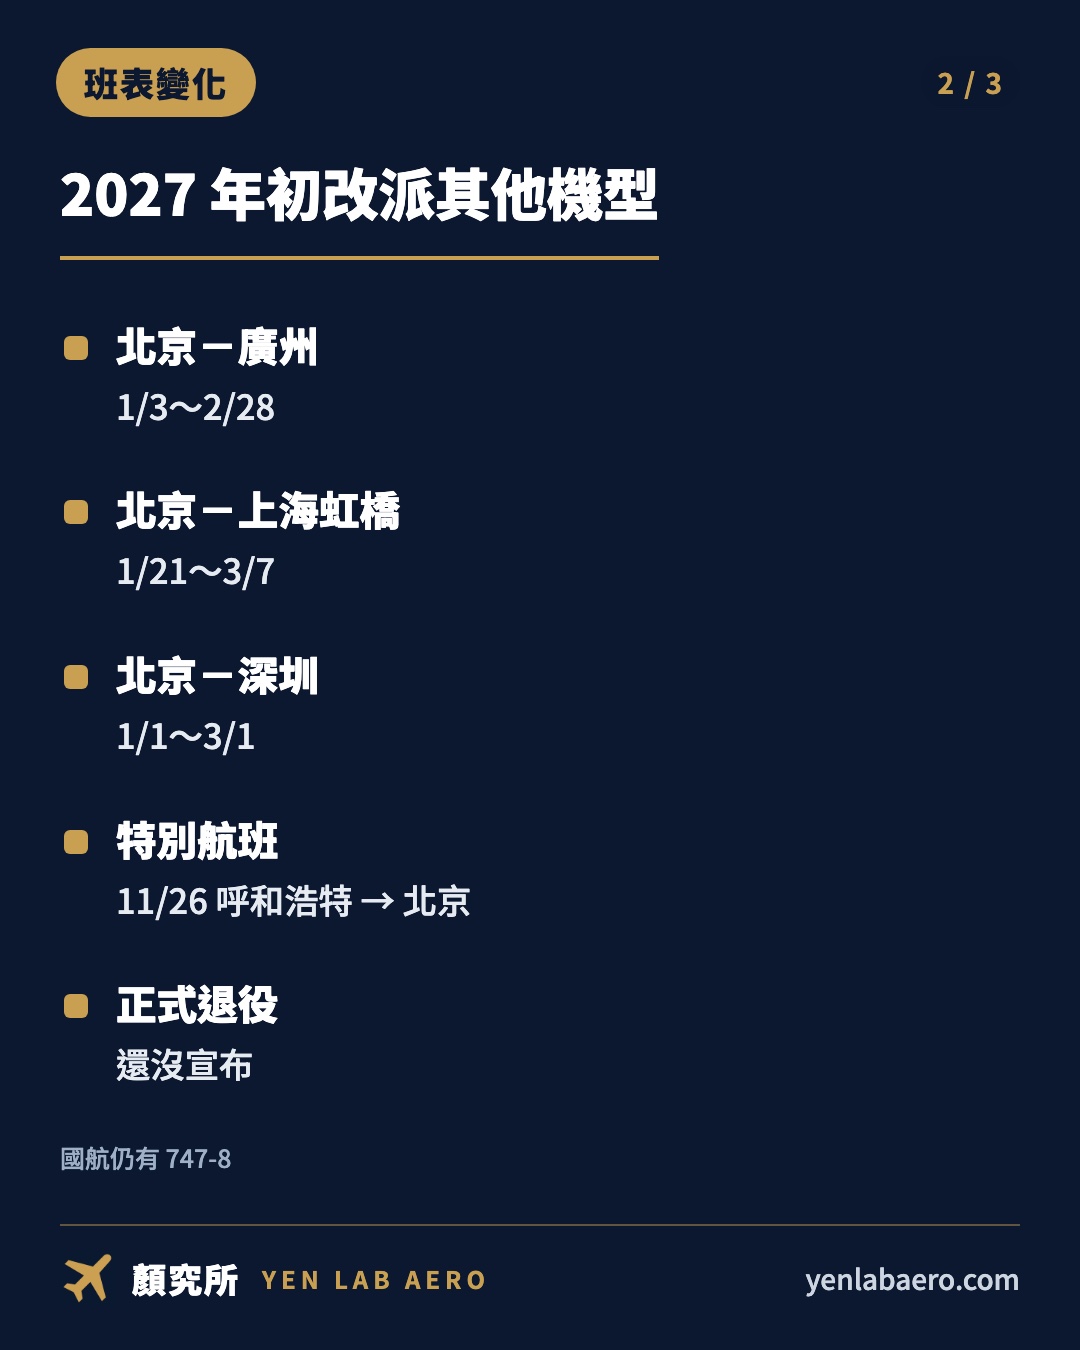 班表變化
2 / 3
2027 年初改派其他機型
北京－廣州
1/3～2/28
北京－上海虹橋
1/21～3/7
北京－深圳
1/1～3/1
特別航班
11/26 呼和浩特 → 北京
正式退役
還沒宣布
國航仍有 747-8
顏究所 YEN LAB AERO
yenlabaero.com